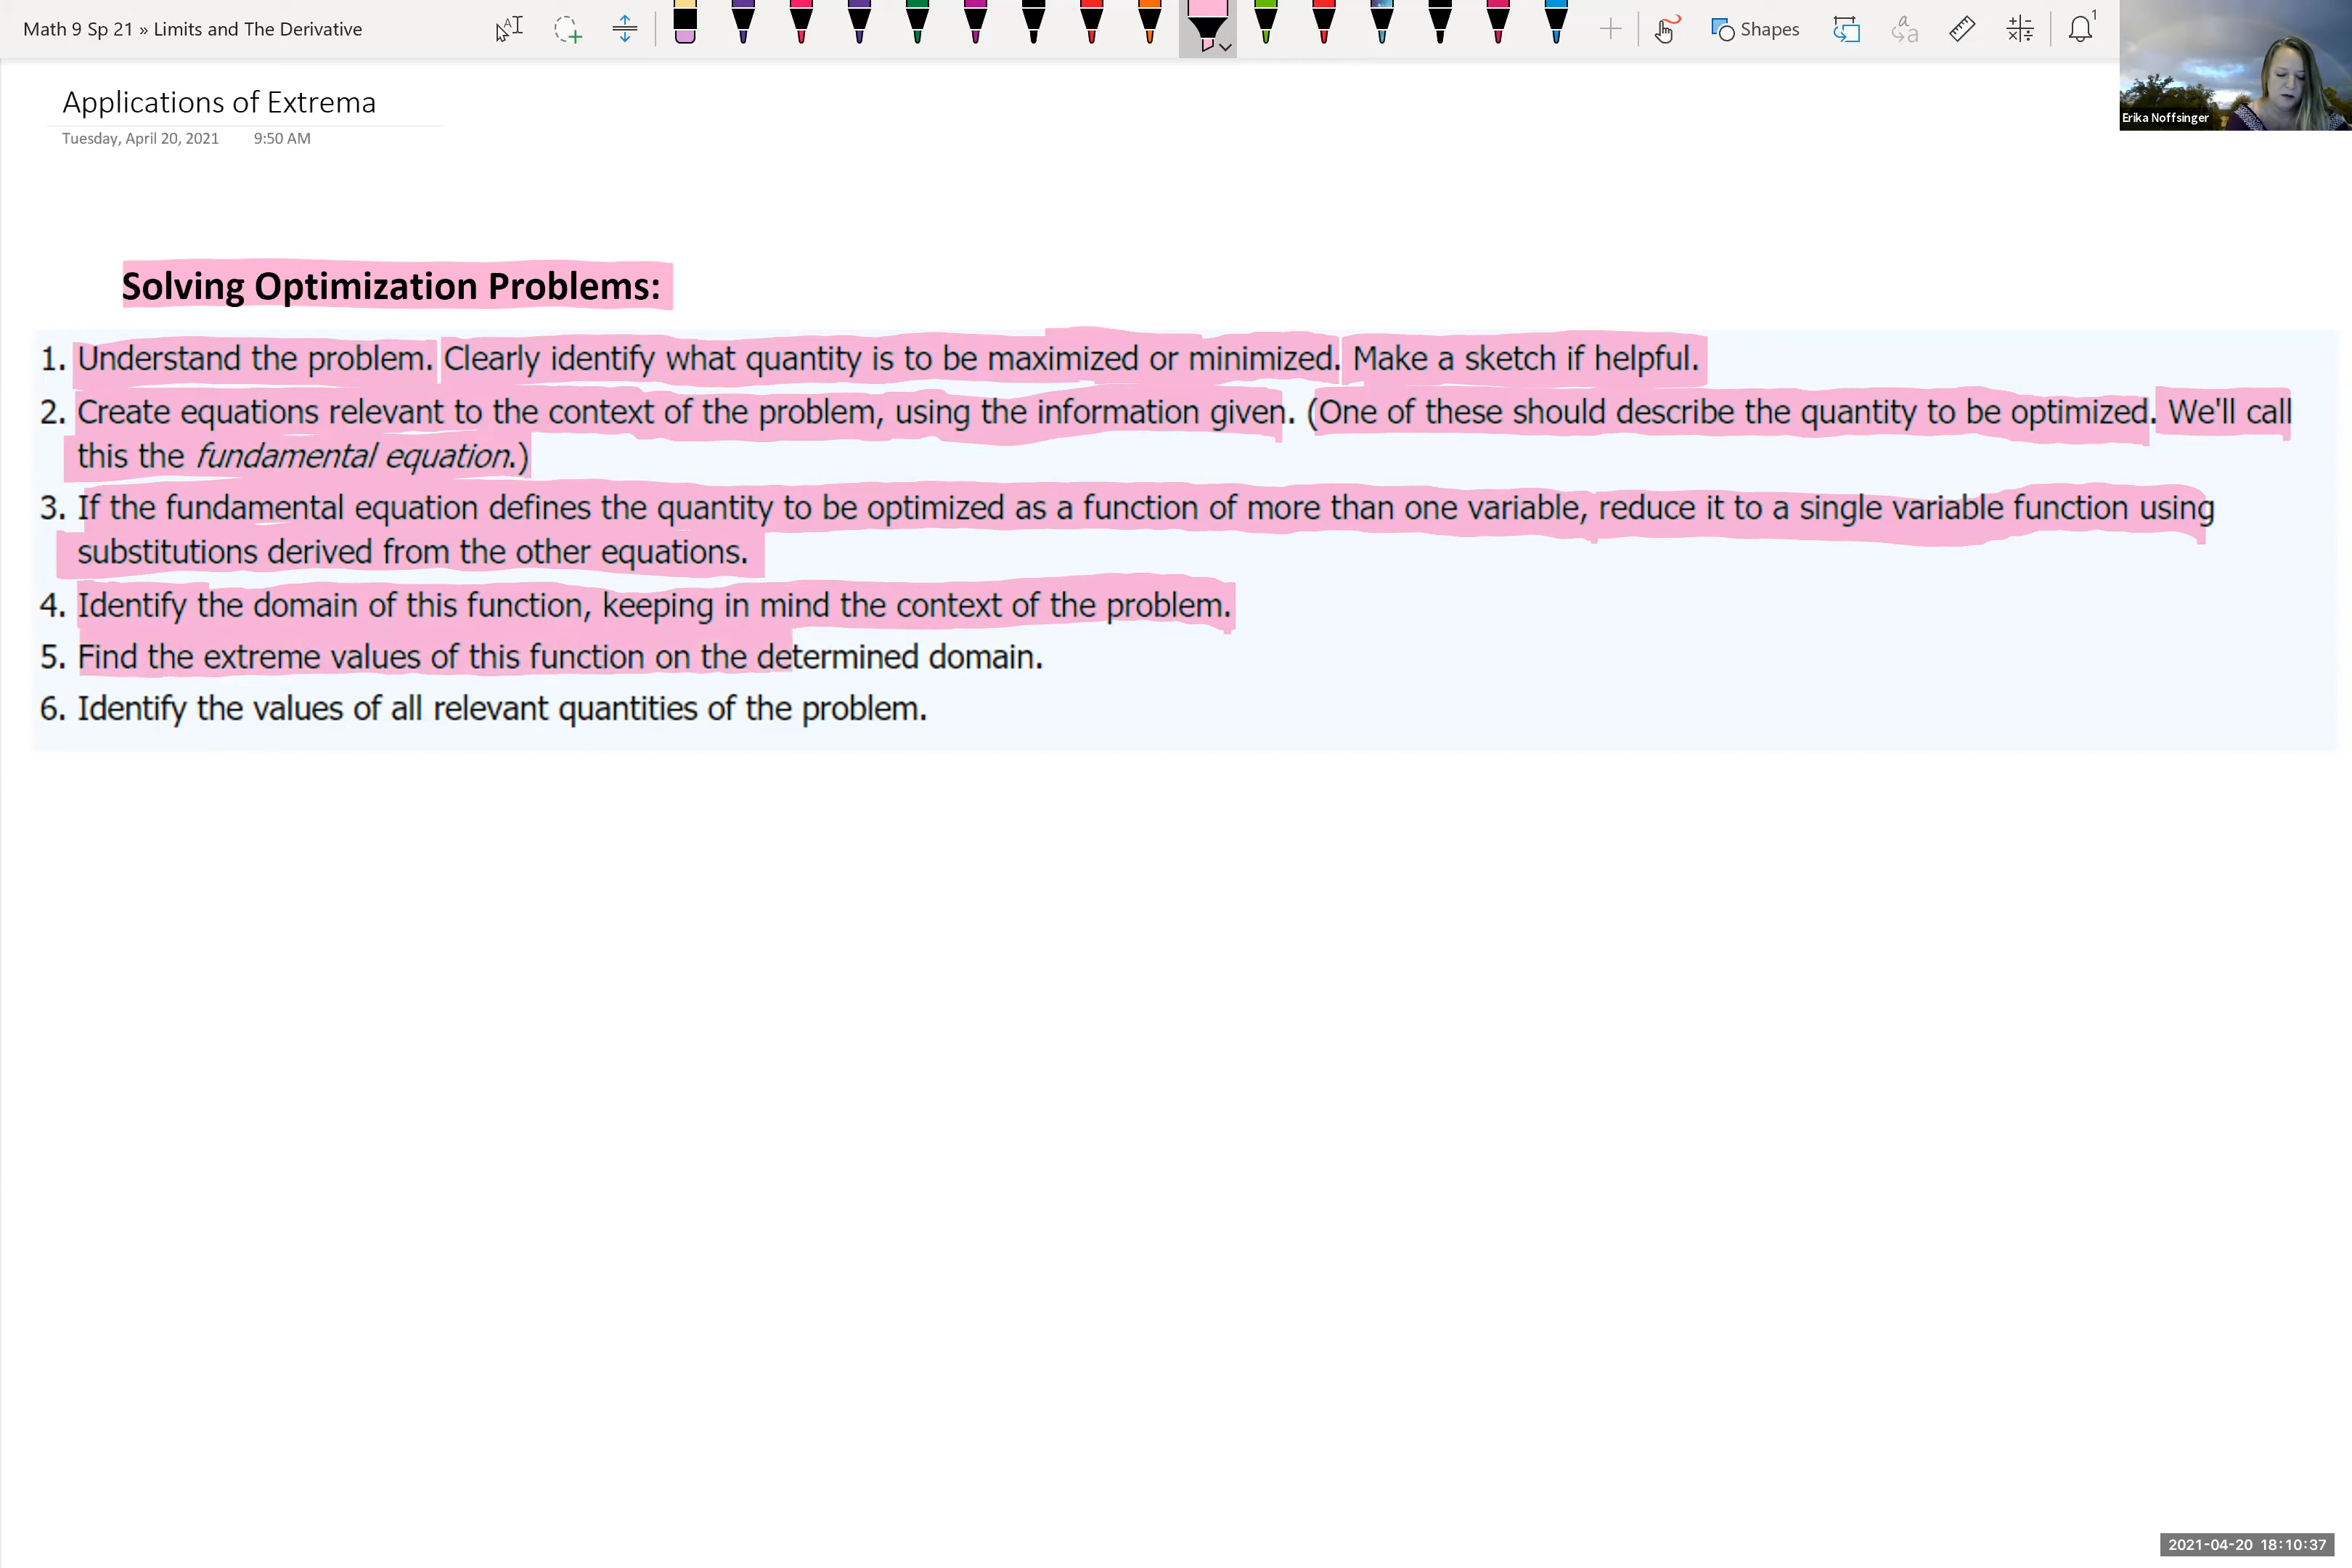 Math 9 Sp 21 » Limits and The Derivative
Shapes
1
Erika Noffsinger
Applications of Extrema
Tuesday, April 20, 2021 9:50 AM
Solving Optimization Problems:
1. Understand the problem. Clearly identify what quantity is to be maximized or minimized. Make a sketch if helpful.
2. Create equations relevant to the context of the problem, using the information given. (One of these should describe the quantity to be optimized. We'll call
this the fundamental equation.)
3. If the fundamental equation defines the quantity to be optimized as a function of more than one variable, reduce it to a single variable function using
substitutions derived from the other equations.
4. Identify the domain of this function, keeping in mind the context of the problem.
5. Find the extreme values of this function on the determined domain.
6. Identify the values of all relevant quantities of the problem.
2021-04-20 18:10:37